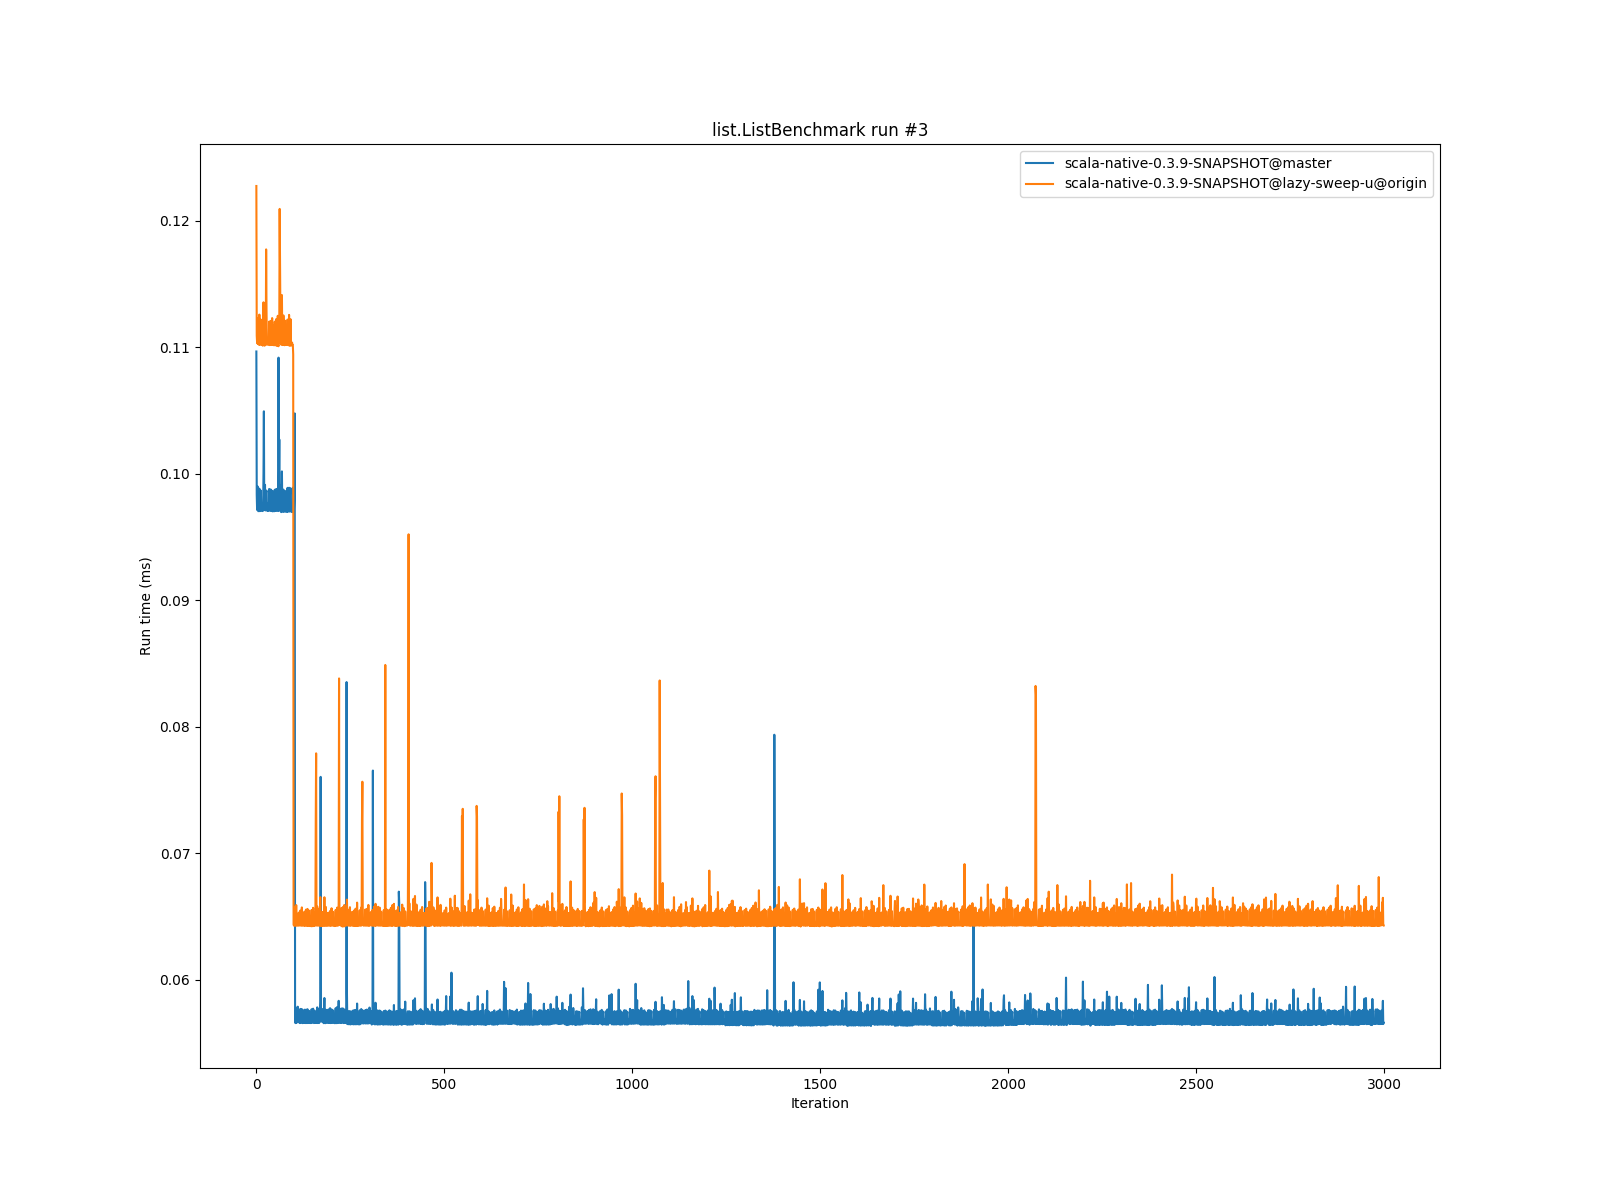 list.ListBenchmark run #3
scala-native-0.3.9-SNAPSHOT@master
scala-native-0.3.9-SNAPSHOT@lazy-sweep-u@origin
Run time (ms)
0.12
0.11
0.10
0.09
0.08
0.07
0.06
0 500 1000 1500 2000 2500 3000
Iteration